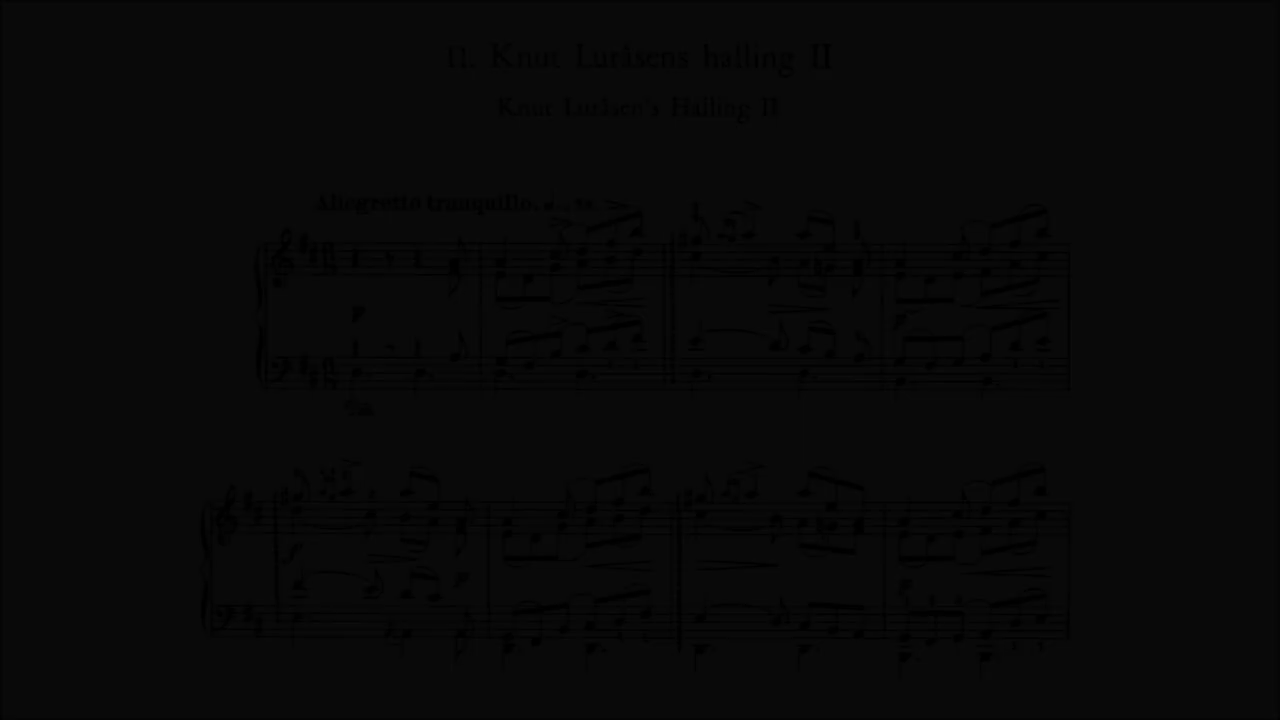 11. Knut Luråsens halling II
Knut Luråsen's Halling II
Allegretto tranquillo.